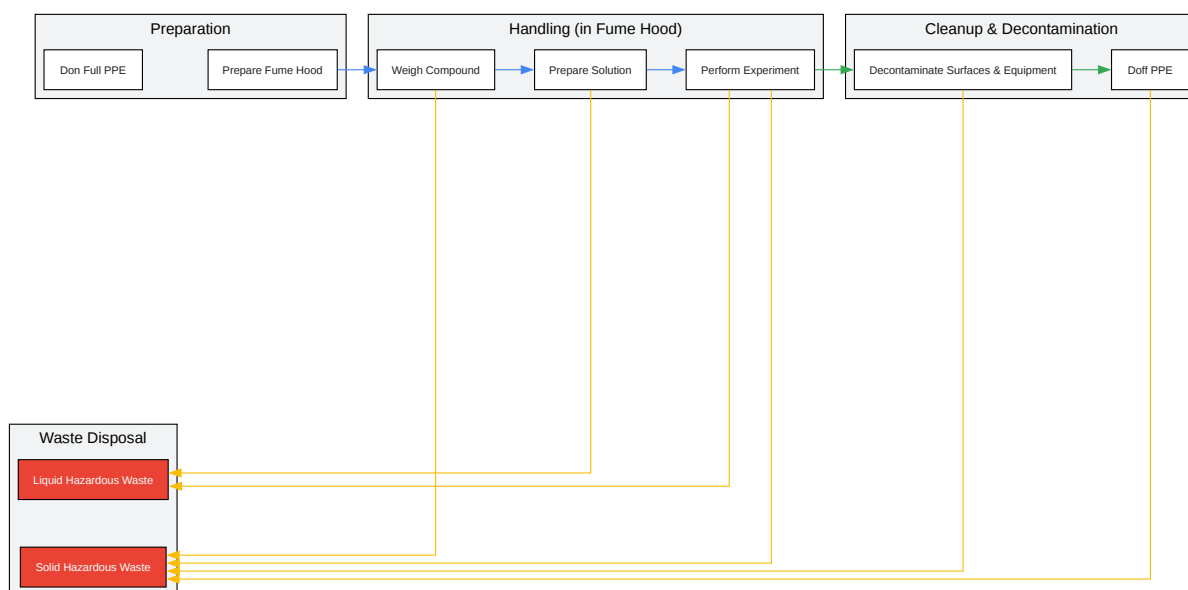 Preparation
Handling (in Fume Hood)
Cleanup & Decontamination
Don Full PPE
Prepare Fume Hood
Weigh Compound
Prepare Solution
Perform Experiment
Decontaminate Surfaces & Equipment
Doff PPE
Waste Disposal
Liquid Hazardous Waste
Solid Hazardous Waste